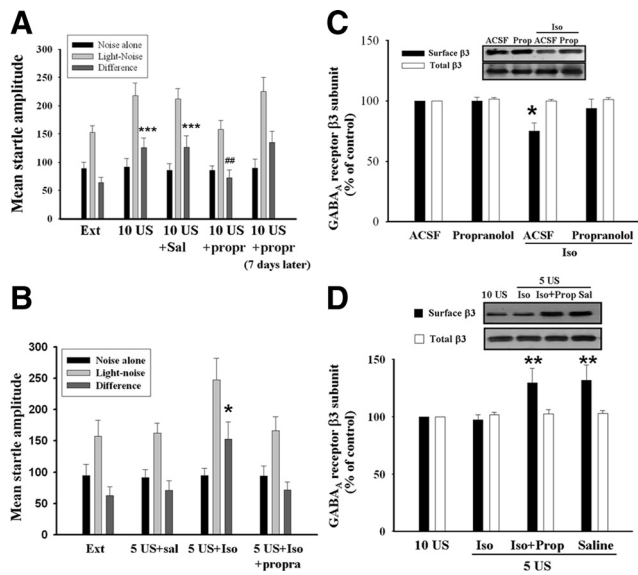 A
Mean startle amplitude
300
250
200
150
100
50
0
Noise alone
Light-Noise
Difference
***
***
##
Ext
10 US
10 US
+Sal
10 US
+propr
10 US
+propr
(7 days later)
B
Mean startle amplitude
300
250
200
150
100
50
0
Noise alone
Light-noise
Difference
*
Ext
5 US+sal
5 US+Iso
5 US+Iso
+propra
C
GABAA receptor β3 subunit
(% of control)
150
100
50
0
Surface β3
Total β3
Iso
ACSF Prop ACSF Prop
*
ACSF
Propranolol
ACSF
Propranolol
Iso
D
GABAA receptor β3 subunit
(% of control)
150
100
50
0
Surface β3
Total β3
5 US
10 US Iso Iso+Prop Sal
**
**
10 US
Iso
Iso+Prop
Saline
5 US